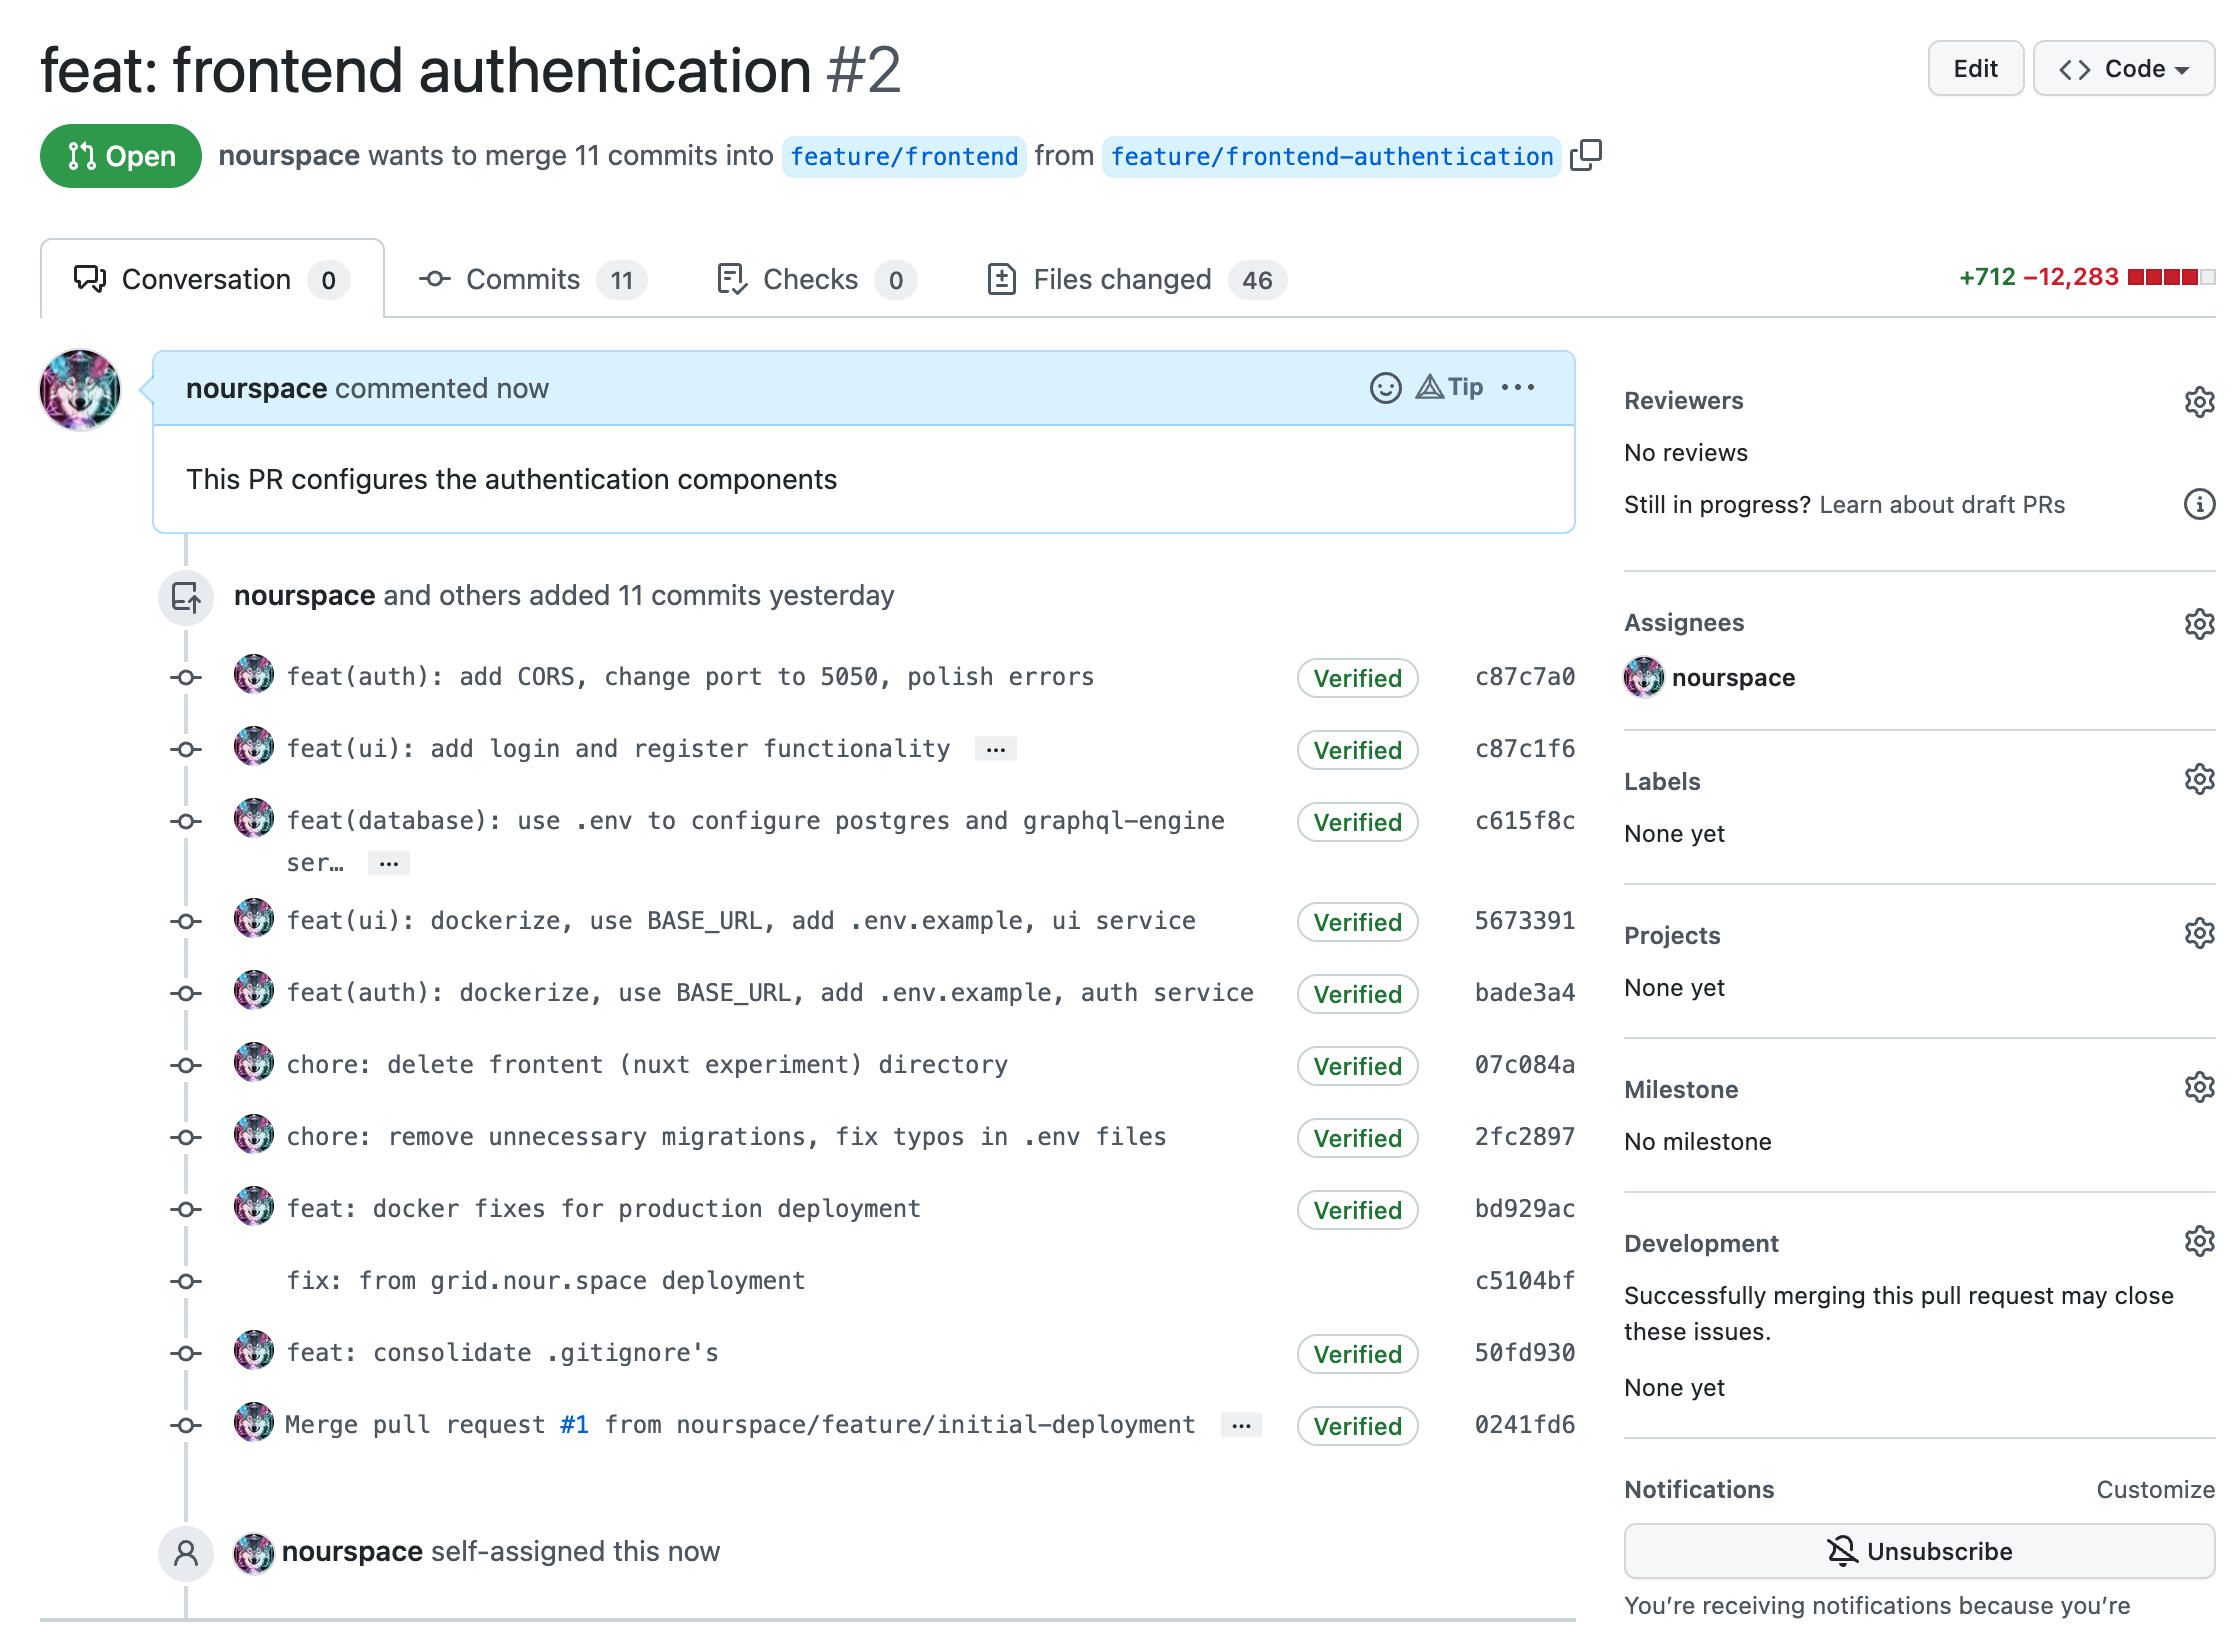 feat: frontend authentication #2
Edit
Code
Open
nourspace wants to merge 11 commits into feature/frontend from feature/frontend-authentication
Conversation 0
Commits 11
Checks 0
Files changed 46
+712 −12,283
nourspace commented now
Tip
This PR configures the authentication components
nourspace and others added 11 commits yesterday
feat(auth): add CORS, change port to 5050, polish errors Verified c87c7a0
feat(ui): add login and register functionality … Verified c87c1f6
feat(database): use .env to configure postgres and graphql-engine Verified c615f8c
ser… …
feat(ui): dockerize, use BASE_URL, add .env.example, ui service Verified 5673391
feat(auth): dockerize, use BASE_URL, add .env.example, auth service Verified bade3a4
chore: delete frontent (nuxt experiment) directory Verified 07c084a
chore: remove unnecessary migrations, fix typos in .env files Verified 2fc2897
feat: docker fixes for production deployment Verified bd929ac
fix: from grid.nour.space deployment c5104bf
feat: consolidate .gitignore's Verified 50fd930
Merge pull request #1 from nourspace/feature/initial-deployment … Verified 0241fd6
nourspace self-assigned this now
Reviewers
No reviews
Still in progress? Learn about draft PRs
Assignees
nourspace
Labels
None yet
Projects
None yet
Milestone
No milestone
Development
Successfully merging this pull request may close
these issues.
None yet
Notifications
Customize
Unsubscribe
You’re receiving notifications because you’re